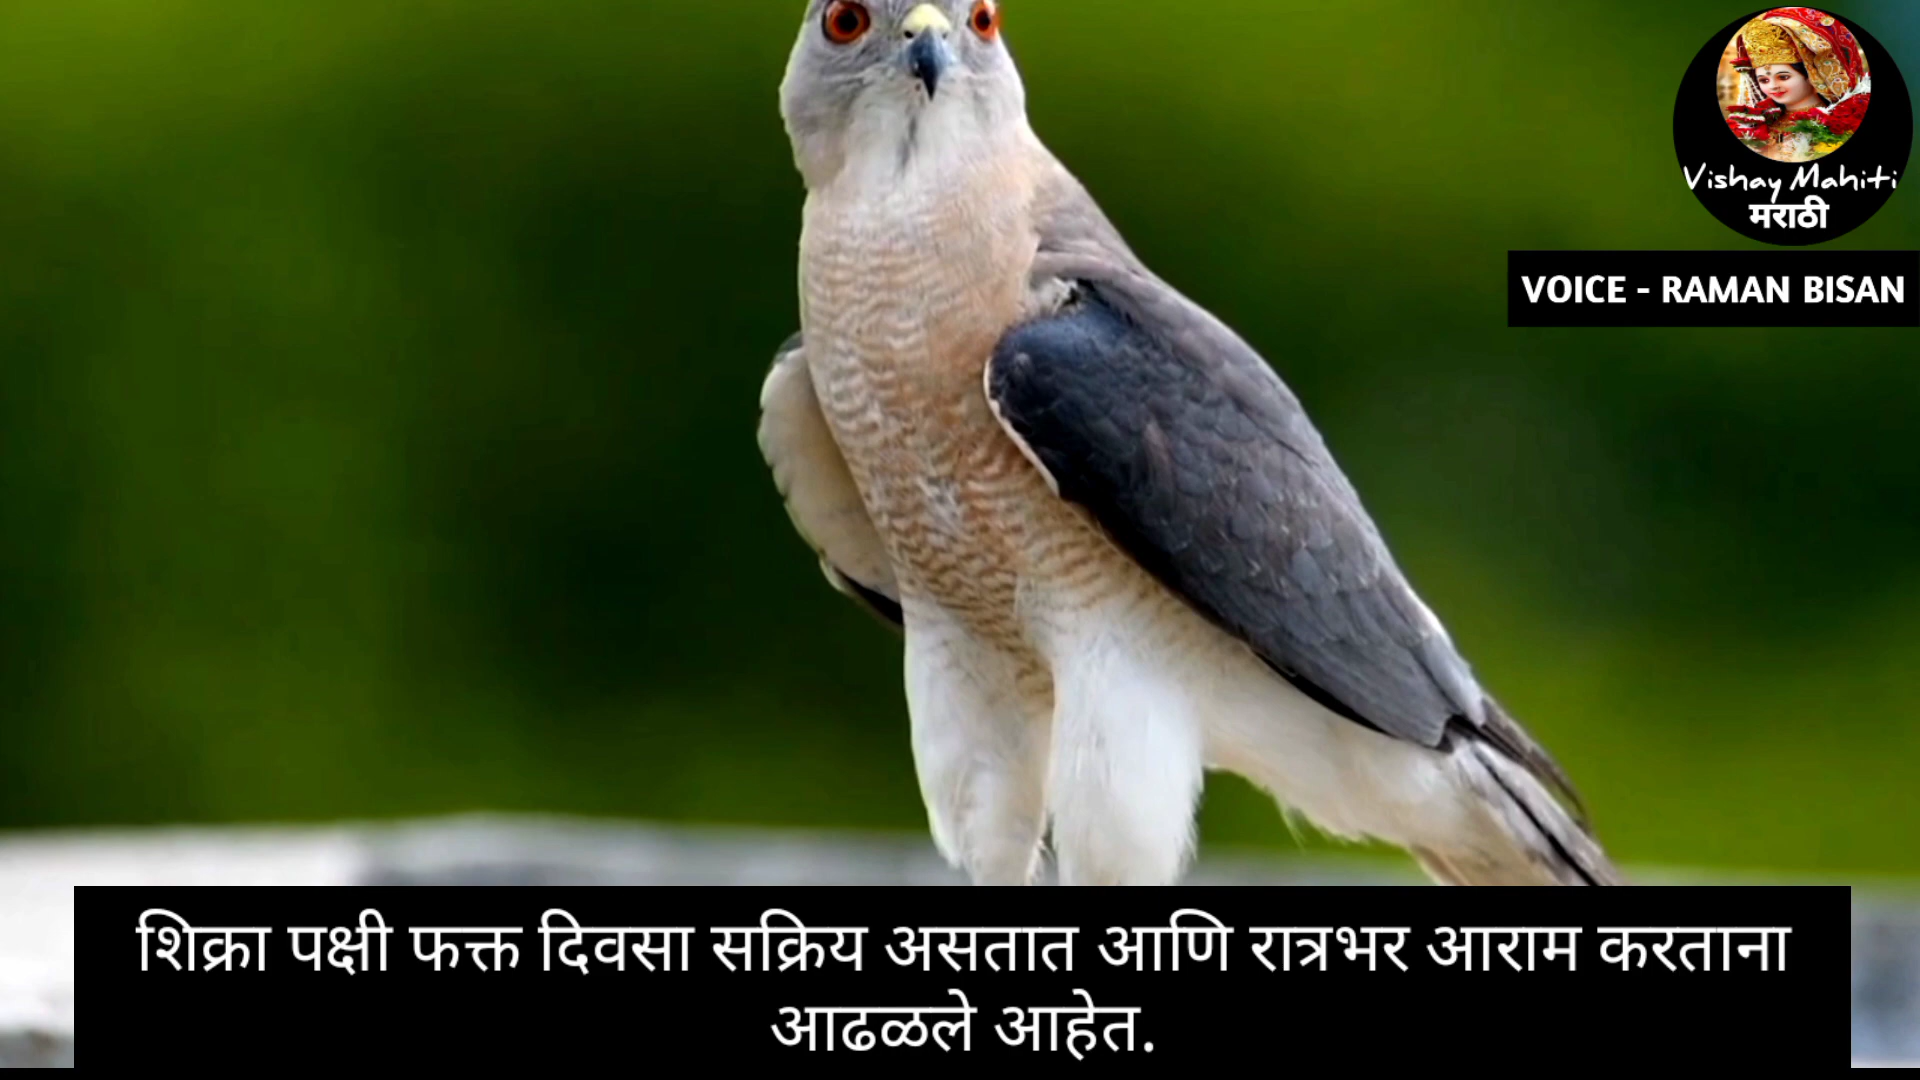 Vishay Mahiti
मराठी
VOICE - RAMAN BISAN
शिक्रा पक्षी फक्त दिवसा सक्रिय असतात आणि रात्रभर आराम करताना
आढळले आहेत.